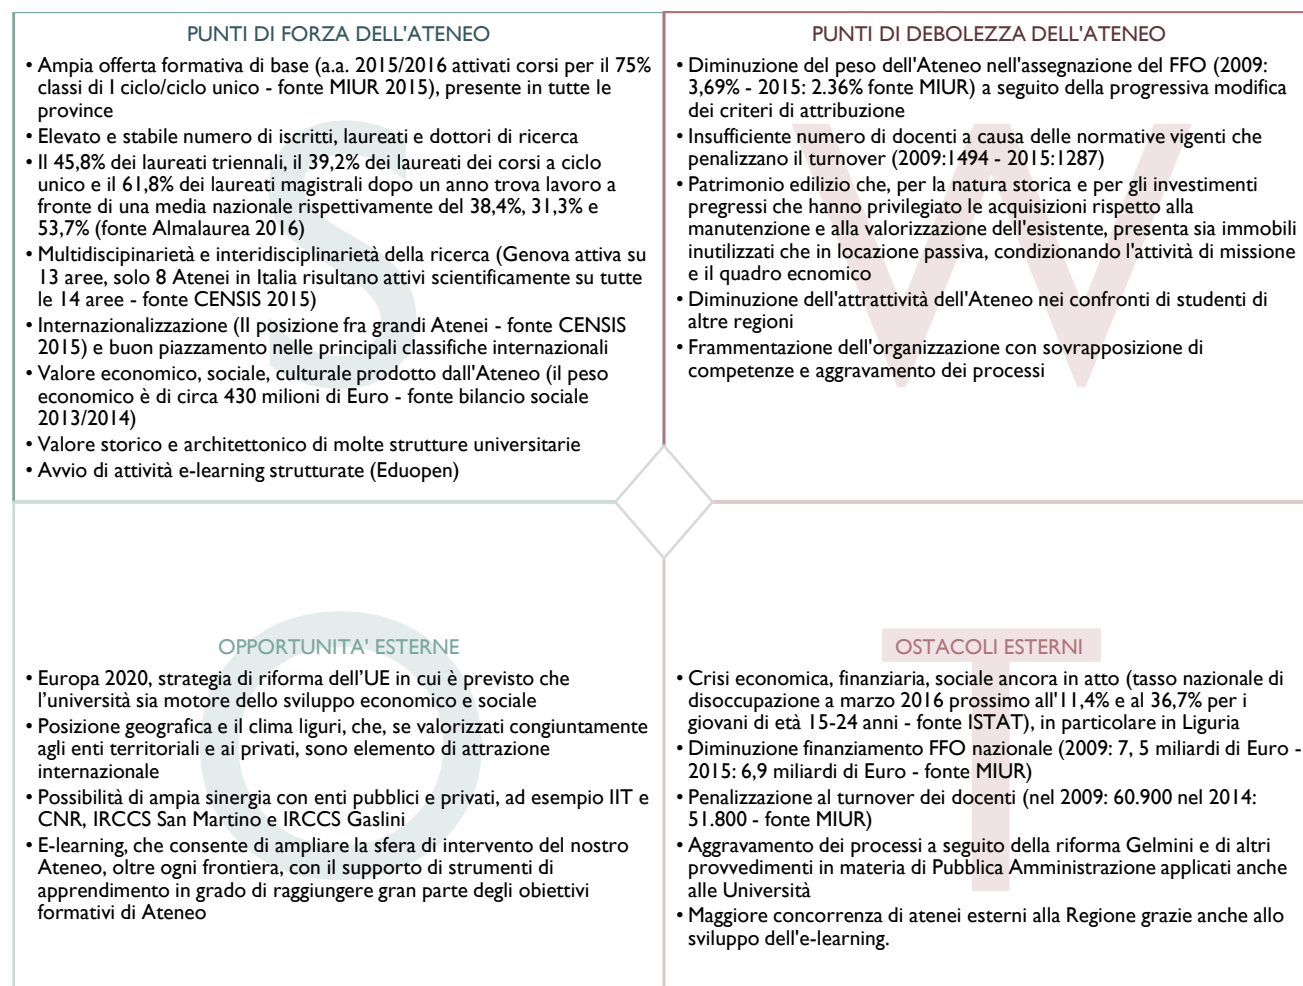 PUNTI DI FORZA DELL'ATENEO
• Ampia offerta formativa di base (a.a. 2015/2016 attivati corsi per il 75%
classi di I ciclo/ciclo unico - fonte MIUR 2015), presente in tutte le
province
• Elevato e stabile numero di iscritti, laureati e dottori di ricerca
• Il 45,8% dei laureati triennali, il 39,2% dei laureati dei corsi a ciclo
unico e il 61,8% dei laureati magistrali dopo un anno trova lavoro a
fronte di una media nazionale rispettivamente del 38,4%, 31,3% e
53,7% (fonte Almalaurea 2016)
• Multidiscipinarietà e interidisciplinarietà della ricerca (Genova attiva su
13 aree, solo 8 Atenei in Italia risultano attivi scientificamente su tutte
le 14 aree - fonte CENSIS 2015)
• Internazionalizzazione (II posizione fra grandi Atenei - fonte CENSIS
2015) e buon piazzamento nelle principali classifiche internazionali
• Valore economico, sociale, culturale prodotto dall'Ateneo (il peso
economico è di circa 430 milioni di Euro - fonte bilancio sociale
2013/2014)
• Valore storico e architettonico di molte strutture universitarie
• Avvio di attività e-learning strutturate (Eduopen)
S
PUNTI DI DEBOLEZZA DELL'ATENEO
• Diminuzione del peso dell'Ateneo nell'assegnazione del FFO (2009:
3,69% - 2015: 2.36% fonte MIUR) a seguito della progressiva modifica
dei criteri di attribuzione
• Insufficiente numero di docenti a causa delle normative vigenti che
penalizzano il turnover (2009:1494 - 2015:1287)
• Patrimonio edilizio che, per la natura storica e per gli investimenti
pregressi che hanno privilegiato le acquisizioni rispetto alla
manutenzione e alla valorizzazione dell'esistente, presenta sia immobili
inutilizzati che in locazione passiva, condizionando l'attività di missione
e il quadro ecnomico
• Diminuzione dell'attrattività dell'Ateneo nei confronti di studenti di
altre regioni
• Frammentazione dell'organizzazione con sovrapposizione di
competenze e aggravamento dei processi
W
OPPORTUNITA' ESTERNE
• Europa 2020, strategia di riforma dell’UE in cui è previsto che
l’università sia motore dello sviluppo economico e sociale
• Posizione geografica e il clima liguri, che, se valorizzati congiuntamente
agli enti territoriali e ai privati, sono elemento di attrazione
internazionale
• Possibilità di ampia sinergia con enti pubblici e privati, ad esempio IIT e
CNR, IRCCS San Martino e IRCCS Gaslini
• E-learning, che consente di ampliare la sfera di intervento del nostro
Ateneo, oltre ogni frontiera, con il supporto di strumenti di
apprendimento in grado di raggiungere gran parte degli obiettivi
formativi di Ateneo
O
OSTACOLI ESTERNI
• Crisi economica, finanziaria, sociale ancora in atto (tasso nazionale di
disoccupazione a marzo 2016 prossimo all'11,4% e al 36,7% per i
giovani di età 15-24 anni - fonte ISTAT), in particolare in Liguria
• Diminuzione finanziamento FFO nazionale (2009: 7, 5 miliardi di Euro -
2015: 6,9 miliardi di Euro - fonte MIUR)
• Penalizzazione al turnover dei docenti (nel 2009: 60.900 nel 2014:
51.800 - fonte MIUR)
• Aggravamento dei processi a seguito della riforma Gelmini e di altri
provvedimenti in materia di Pubblica Amministrazione applicati anche
alle Università
• Maggiore concorrenza di atenei esterni alla Regione grazie anche allo
sviluppo dell'e-learning.
T